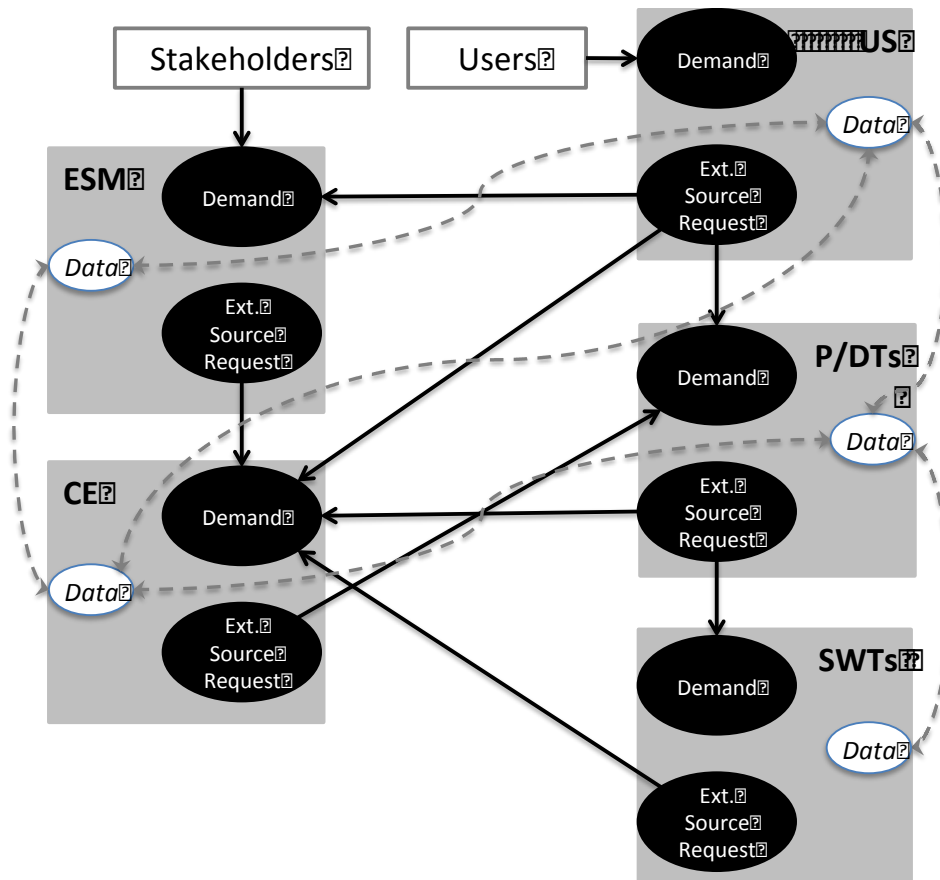 Stakeholders
Users
US
Demand
Data
Ext.
Source
Request
ESM
Demand
Data
Ext.
Source
Request
P/DTs
Demand
Data
Ext.
Source
Request
CE
Demand
Data
Ext.
Source
Request
SWTs
Demand
Data
Ext.
Source
Request